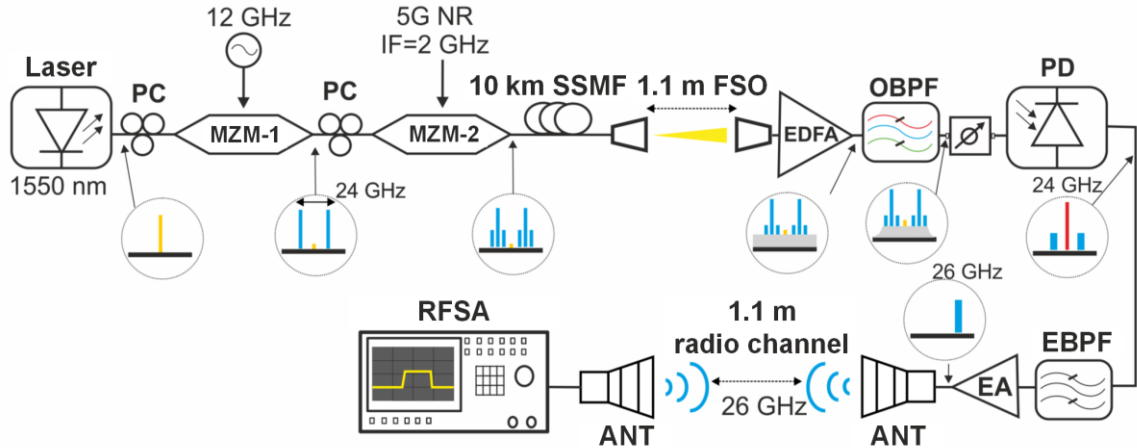 12 GHz
5G NR
IF=2 GHz
Laser
PC
PC
10 km SSMF
1.1 m FSO
OBPF
PD
MZM-1
MZM-2
EDFA
1550 nm
24 GHz
24 GHz
26 GHz
RFSA
1.1 m
radio channel
EBPF
EA
26 GHz
ANT
ANT